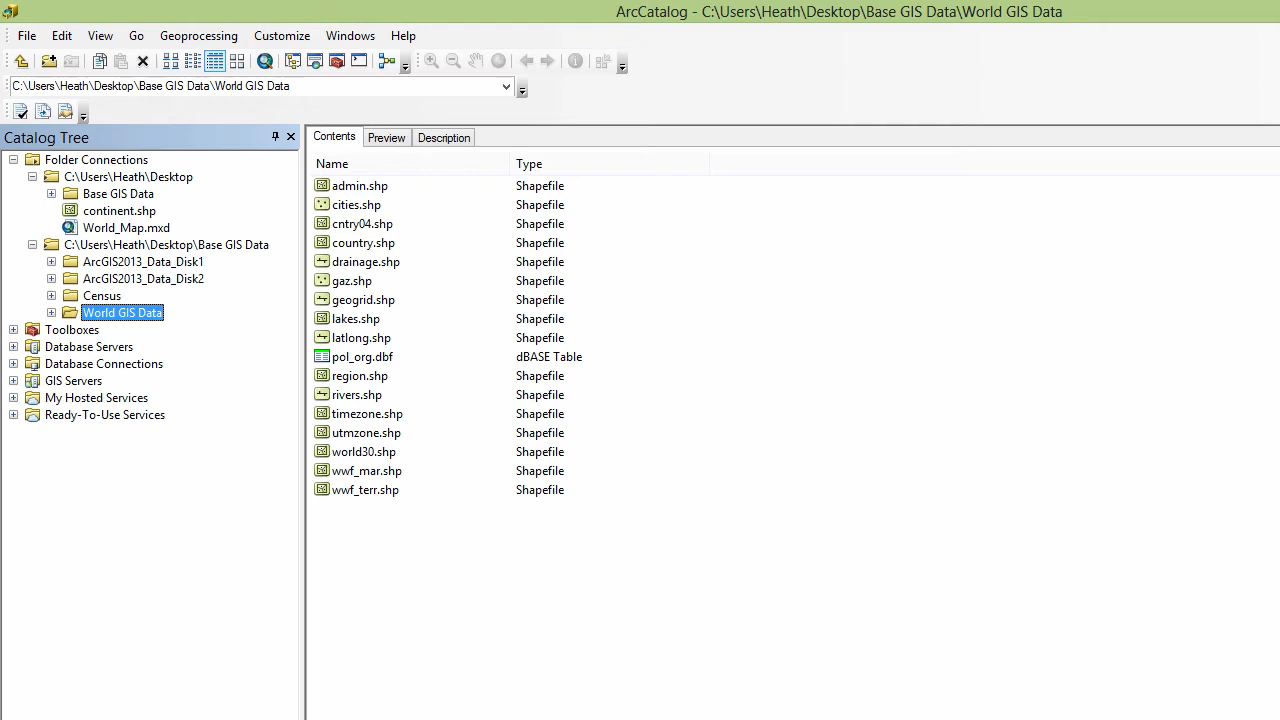 ArcCatalog - C:\Users\Heath\Desktop\Base GIS Data\World GIS Data
File Edit View Go Geoprocessing Customize Windows Help
C:\Users\Heath\Desktop\Base GIS Data\World GIS Data
Catalog Tree
Folder Connections
C:\Users\Heath\Desktop
Base GIS Data
continent.shp
World_Map.mxd
C:\Users\Heath\Desktop\Base GIS Data
ArcGIS2013_Data_Disk1
ArcGIS2013_Data_Disk2
Census
World GIS Data
Toolboxes
Database Servers
Database Connections
GIS Servers
My Hosted Services
Ready-To-Use Services
Contents Preview Description
Name Type
admin.shp Shapefile
cities.shp Shapefile
cntry04.shp Shapefile
country.shp Shapefile
drainage.shp Shapefile
gaz.shp Shapefile
geogrid.shp Shapefile
lakes.shp Shapefile
latlong.shp Shapefile
pol_org.dbf dBASE Table
region.shp Shapefile
rivers.shp Shapefile
timezone.shp Shapefile
utmzone.shp Shapefile
world30.shp Shapefile
wwf_mar.shp Shapefile
wwf_terr.shp Shapefile